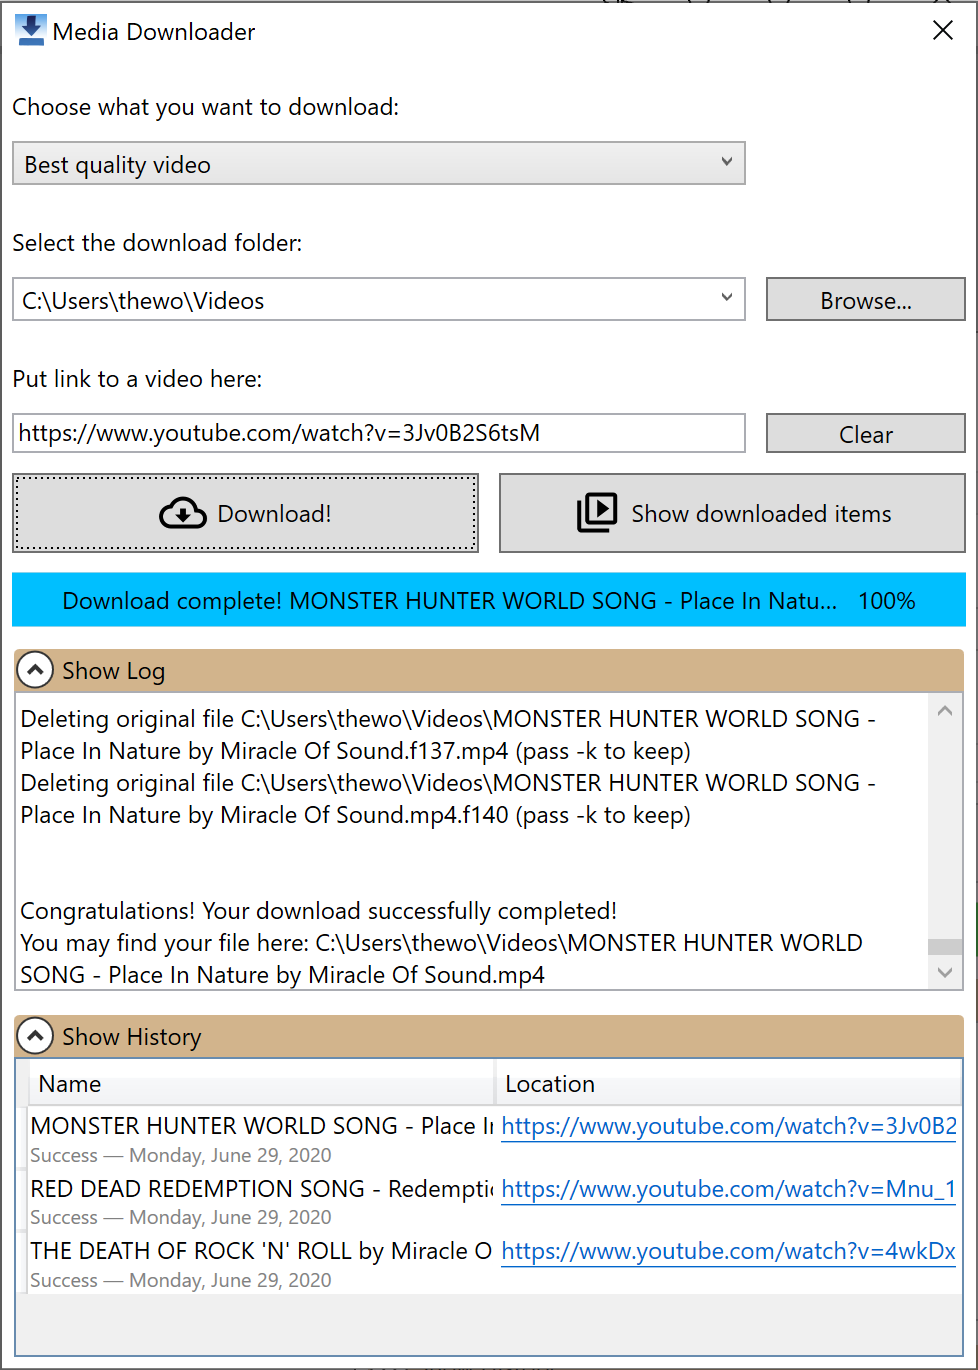 Media Downloader
Choose what you want to download:
Best quality video
Select the download folder:
C:\Users\thewo\Videos
Browse...
Put link to a video here:
https://www.youtube.com/watch?v=3Jv0B2S6tsM
Clear
Download!
Show downloaded items
Download complete! MONSTER HUNTER WORLD SONG - Place In Natu... 100%
Show Log
Deleting original file C:\Users\thewo\Videos\MONSTER HUNTER WORLD SONG -
Place In Nature by Miracle Of Sound.f137.mp4 (pass -k to keep)
Deleting original file C:\Users\thewo\Videos\MONSTER HUNTER WORLD SONG -
Place In Nature by Miracle Of Sound.mp4.f140 (pass -k to keep)
Congratulations! Your download successfully completed!
You may find your file here: C:\Users\thewo\Videos\MONSTER HUNTER WORLD
SONG - Place In Nature by Miracle Of Sound.mp4
Show History
Name Location
MONSTER HUNTER WORLD SONG - Place In https://www.youtube.com/watch?v=3Jv0B2
Success — Monday, June 29, 2020
RED DEAD REDEMPTION SONG - Redemptio https://www.youtube.com/watch?v=Mnu_1
Success — Monday, June 29, 2020
THE DEATH OF ROCK 'N' ROLL by Miracle O https://www.youtube.com/watch?v=4wkDx
Success — Monday, June 29, 2020